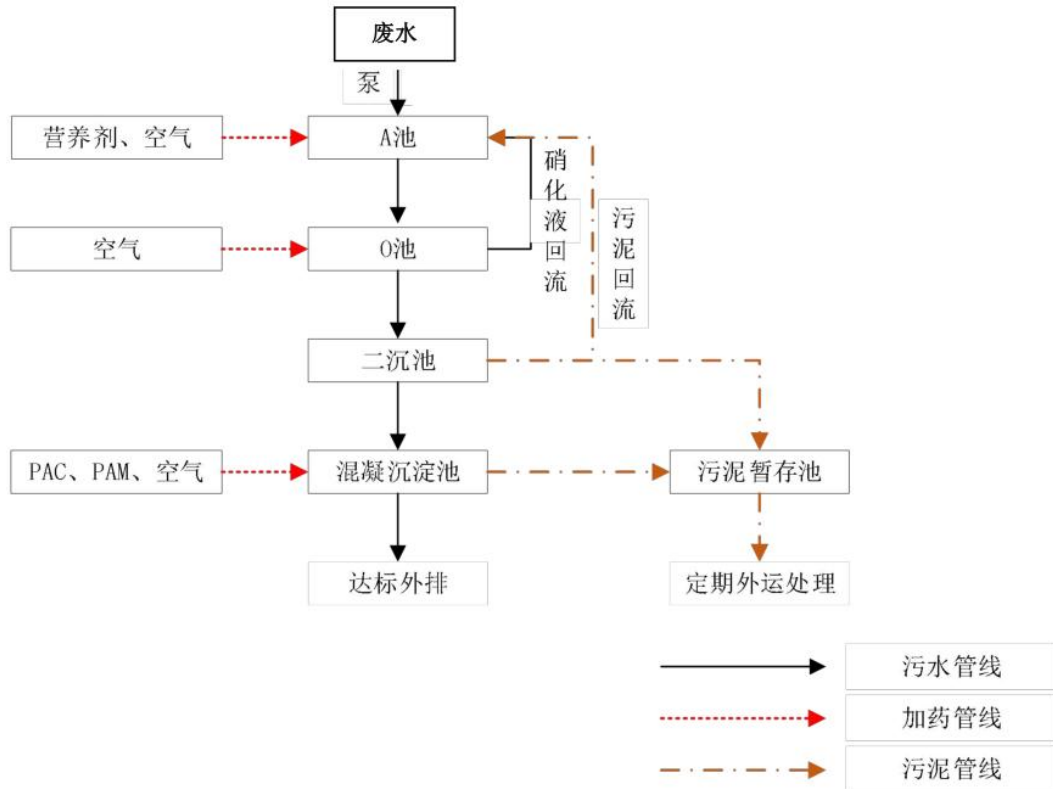 废水
泵
营养剂、空气
A池
硝化液回流
污泥回流
空气
O池
二沉池
PAC、PAM、空气
混凝沉淀池
污泥暂存池
达标外排
定期外运处理
污水管线
加药管线
污泥管线